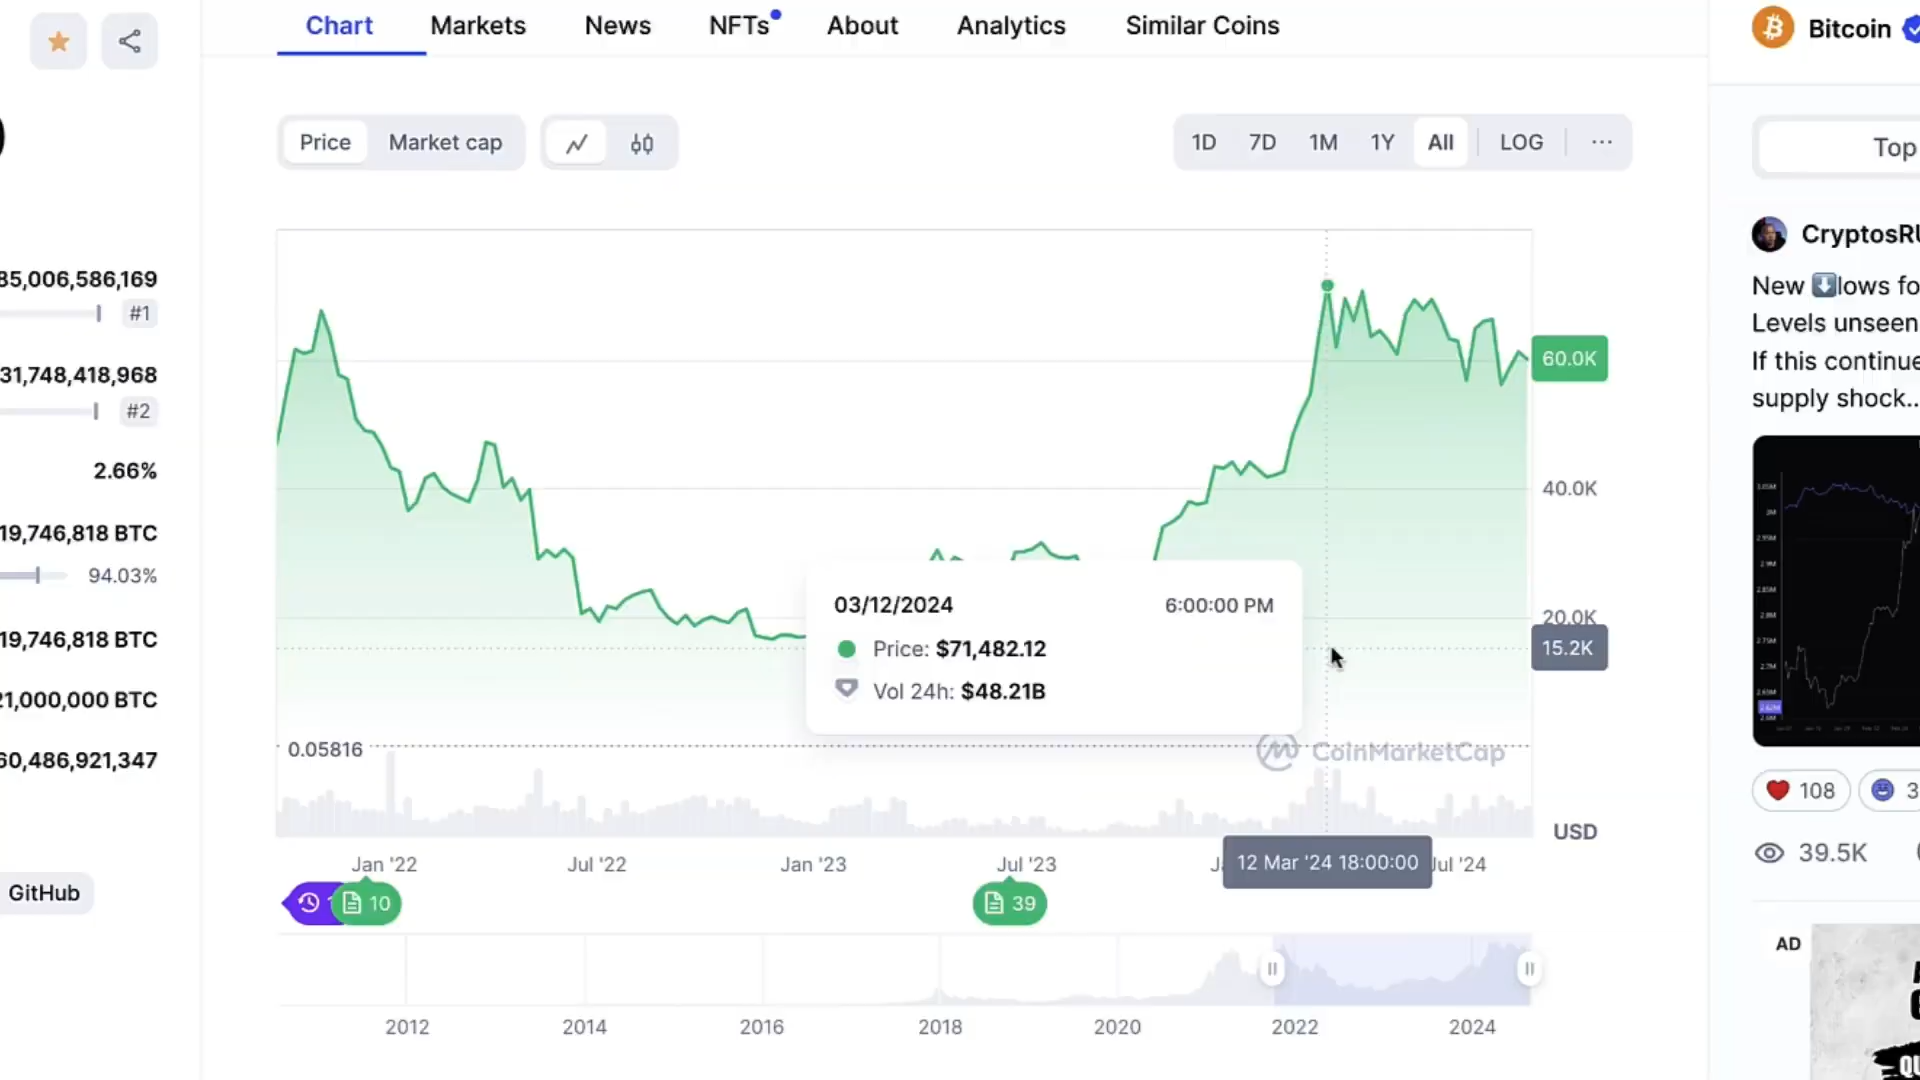 Chart Markets News NFTs About Analytics Similar Coins
Bitcoin
Price Market cap
1D 7D 1M 1Y All LOG ...
Top
85,006,586,169
#1
31,748,418,968
#2
2.66%
19,746,818 BTC
94.03%
19,746,818 BTC
21,000,000 BTC
60,486,921,347
GitHub
60.0K
40.0K
20.0K
15.2K
03/12/2024 6:00:00 PM
Price: $71,482.12
Vol 24h: $48.21B
0.05816
CoinMarketCap
USD
Jan '22 Jul '22 Jan '23 Jul '23 12 Mar '24 18:00:00 Jul '24
10 39
2012 2014 2016 2018 2020 2022 2024
CryptosRU
New ⬇️lows fo
Levels unseen
If this continue
supply shock..
108 3
39.5K
AD